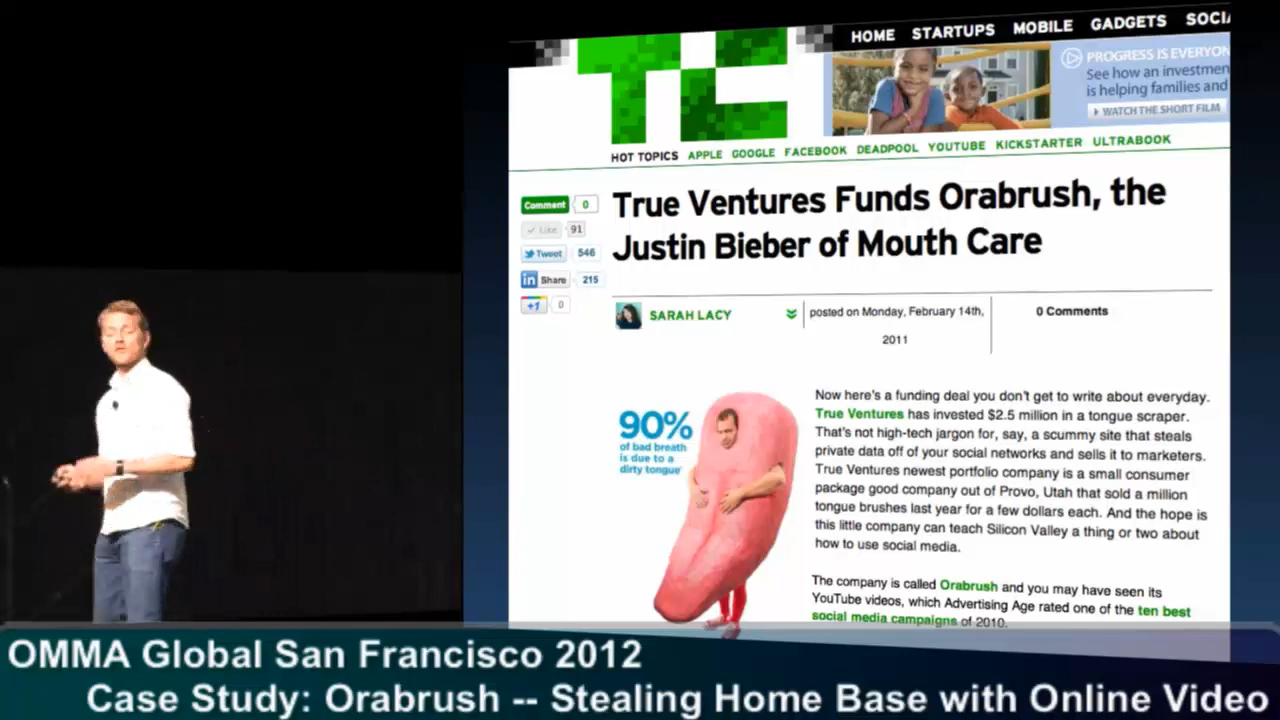 HOME STARTUPS MOBILE GADGETS
TC
PROGRESS IS
See how an investmen
is helping families and
WATCH THE SHORT FILM
HOT TOPICS APPLE GOOGLE FACEBOOK DEADPOOL YOUTUBE KICKSTARTER ULTRABOOK
True Ventures Funds Orabrush, the
Justin Bieber of Mouth Care
Comment 0
Like 91
Tweet 546
in Share 215
+1 0
SARAH LACY
posted on Monday, February 14th,
2011
0 Comments
90%
of bad breath
is due to a
dirty tongue
Now here's a funding deal you don't get to write about everyday.
True Ventures has invested $2.5 million in a tongue scraper.
That's not high-tech jargon for, say, a scummy site that steals
private data off of your social networks and sells it to marketers.
True Ventures newest portfolio company is a small consumer
package good company out of Provo, Utah that sold a million
tongue brushes last year for a few dollars each. And the hope is
this little company can teach Silicon Valley a thing or two about
how to use social media.
The company is called Orabrush and you may have seen its
YouTube videos, which Advertising Age rated one of the ten best
social media campaigns of 2010.
OMMA Global San Francisco 2012
Case Study: Orabrush -- Stealing Home Base with Online Video